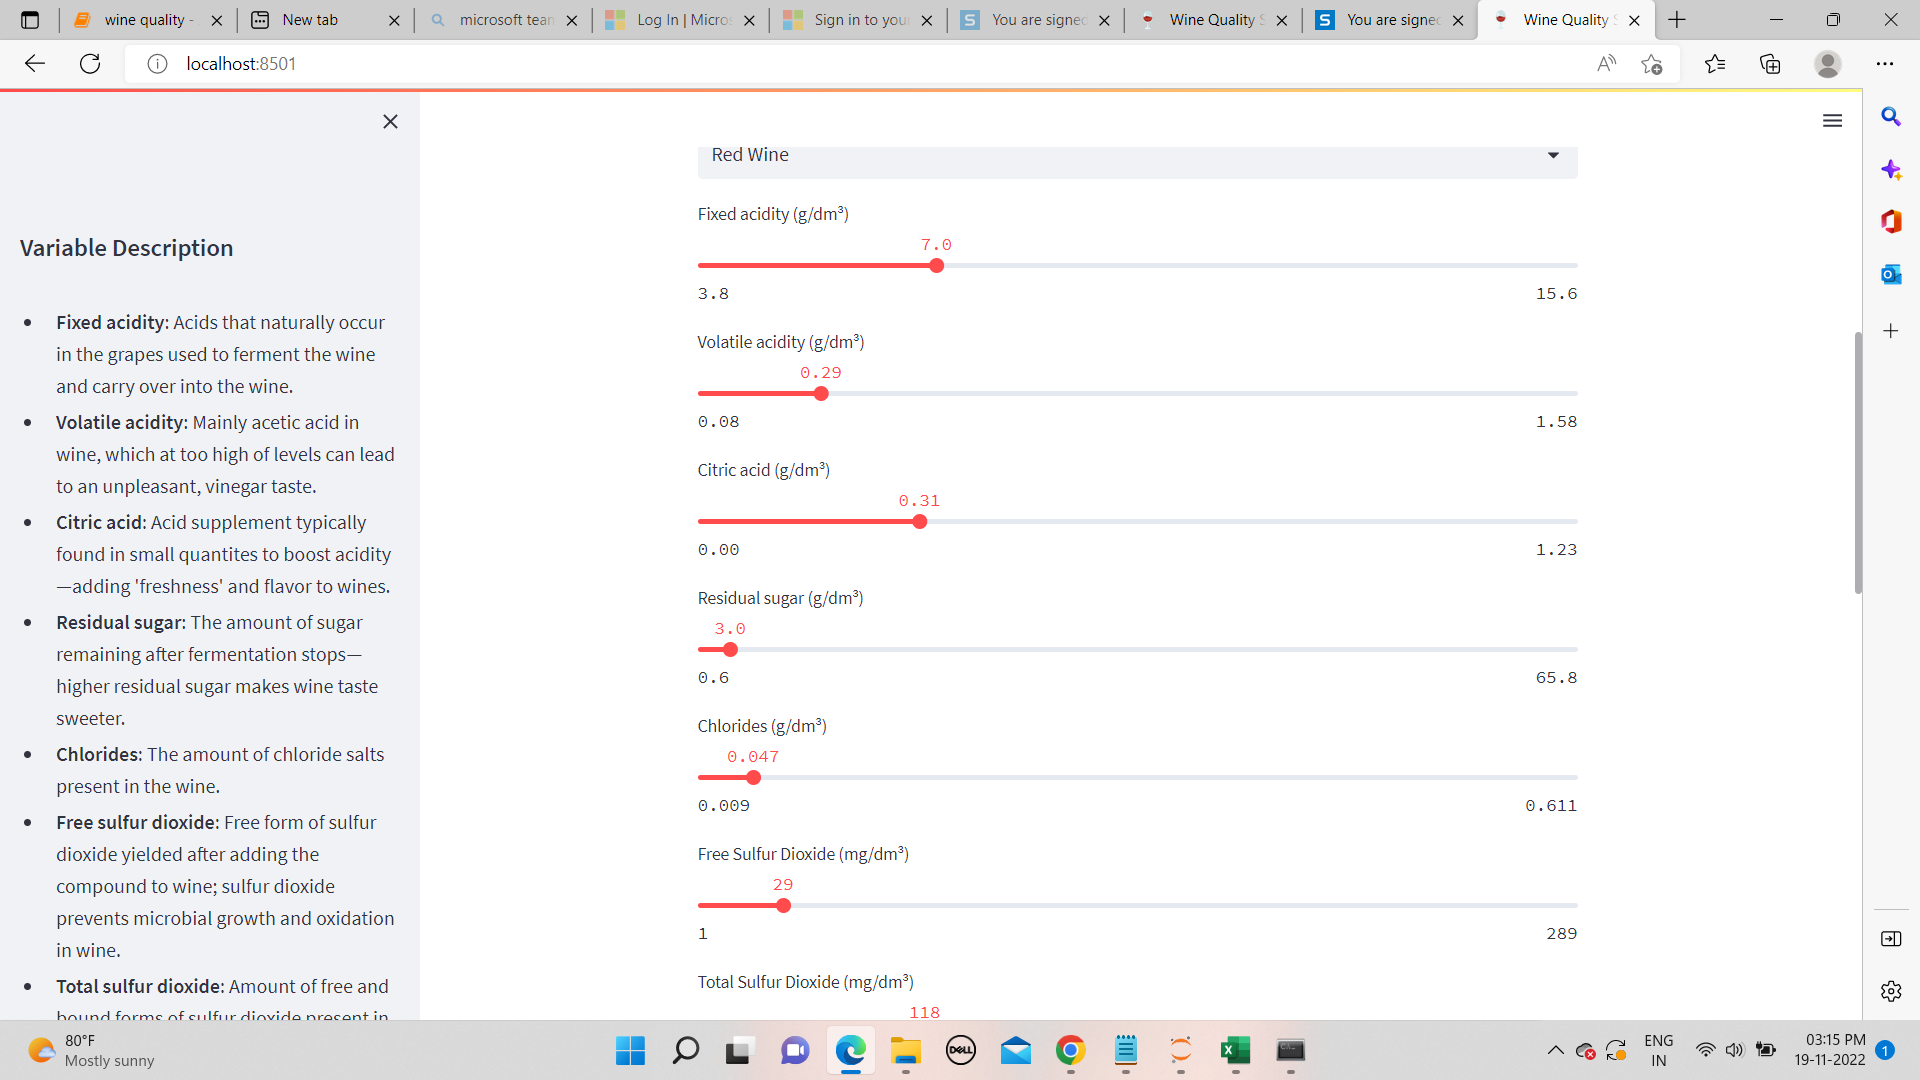 wine quality -
New tab
microsoft tean
Log In | Micros
Sign in to your
You are signed
Wine Quality S
You are signed
Wine Quality S
localhost:8501
Variable Description
Fixed acidity: Acids that naturally occur
in the grapes used to ferment the wine
and carry over into the wine.
Volatile acidity: Mainly acetic acid in
wine, which at too high of levels can lead
to an unpleasant, vinegar taste.
Citric acid: Acid supplement typically
found in small quantites to boost acidity
—adding 'freshness' and flavor to wines.
Residual sugar: The amount of sugar
remaining after fermentation stops—
higher residual sugar makes wine taste
sweeter.
Chlorides: The amount of chloride salts
present in the wine.
Free sulfur dioxide: Free form of sulfur
dioxide yielded after adding the
compound to wine; sulfur dioxide
prevents microbial growth and oxidation
in wine.
Total sulfur dioxide: Amount of free and
bound forms of sulfur dioxide present in
Red Wine
Fixed acidity (g/dm³)
7.0
3.8 15.6
Volatile acidity (g/dm³)
0.29
0.08 1.58
Citric acid (g/dm³)
0.31
0.00 1.23
Residual sugar (g/dm³)
3.0
0.6 65.8
Chlorides (g/dm³)
0.047
0.009 0.611
Free Sulfur Dioxide (mg/dm³)
29
1 289
Total Sulfur Dioxide (mg/dm³)
118
80°F
Mostly sunny
DELL
ENG
IN
03:15 PM
19-11-2022
1